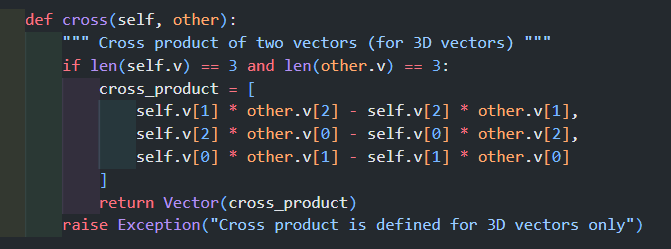 def cross(self, other):
    """ Cross product of two vectors (for 3D vectors) """
    if len(self.v) == 3 and len(other.v) == 3:
        cross_product = [
            self.v[1] * other.v[2] - self.v[2] * other.v[1],
            self.v[2] * other.v[0] - self.v[0] * other.v[2],
            self.v[0] * other.v[1] - self.v[1] * other.v[0]
        ]
        return Vector(cross_product)
    raise Exception("Cross product is defined for 3D vectors only")